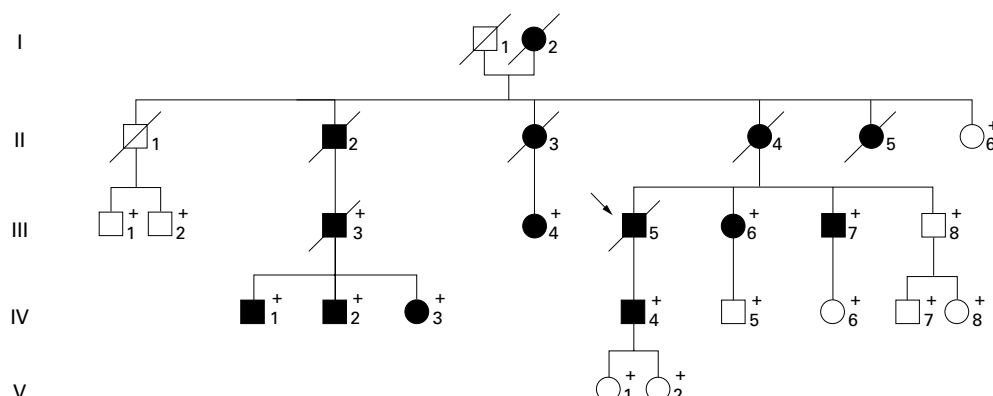 I 1 2
II 1 2 3 4 5 + 6
III + 1 + 2 + 3 + 4 5 + 6 + 7 + 8
IV + 1 + 2 + 3 + 4 + 5 + 6 + 7 + 8
V + 1 + 2